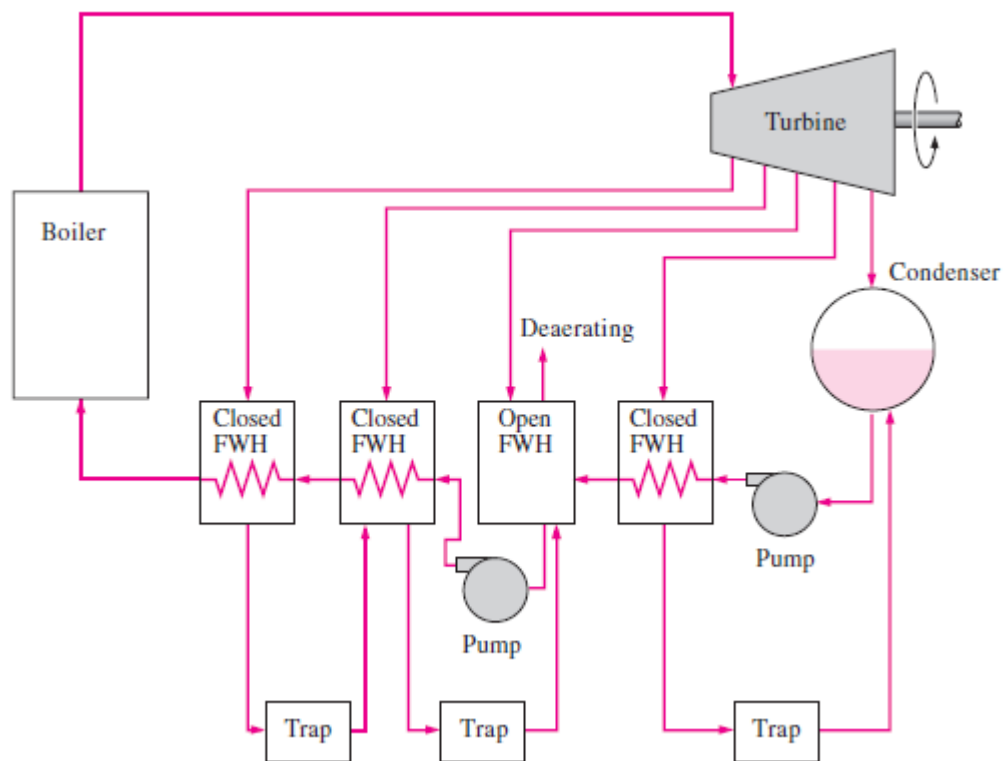 Turbine
Boiler
Condenser
Deaerating
Closed
FWH
Closed
FWH
Open
FWH
Closed
FWH
Pump
Pump
Trap
Trap
Trap